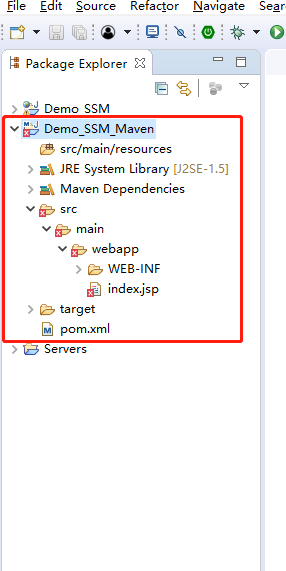 File Edit Source Refactor Navigate Sea
Package Explorer
Demo_SSM
Demo_SSM_Maven
src/main/resources
JRE System Library [J2SE-1.5]
Maven Dependencies
src
main
webapp
WEB-INF
index.jsp
target
pom.xml
Servers